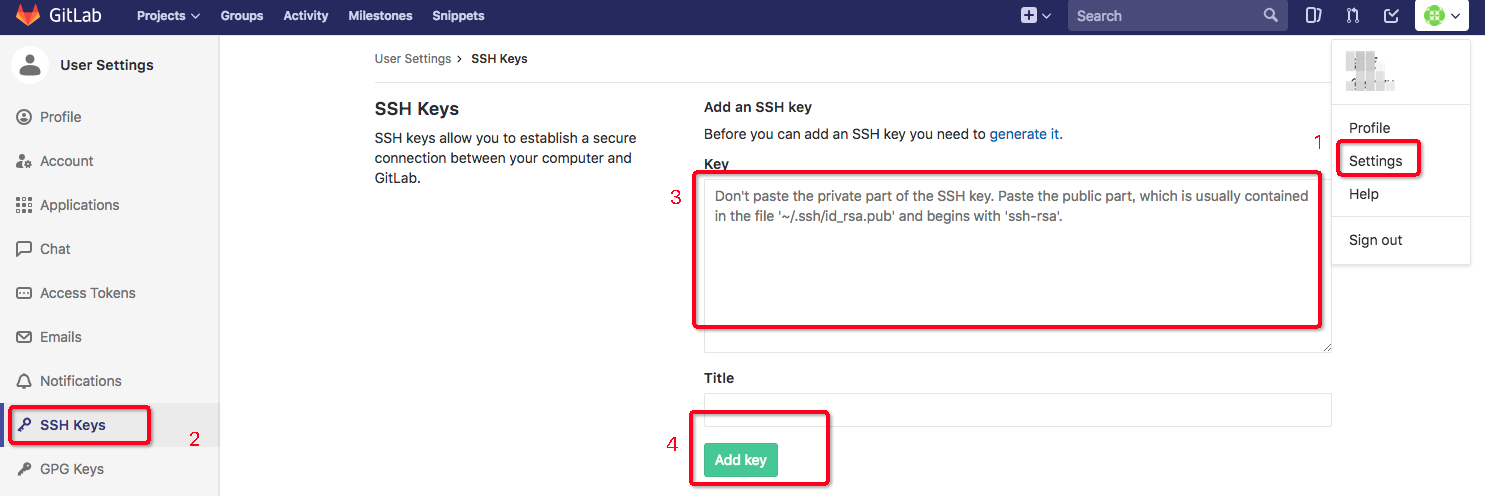 GitLab Projects Groups Activity Milestones Snippets Search
User Settings
Profile
Account
Applications
Chat
Access Tokens
Emails
Notifications
SSH Keys
2
GPG Keys
User Settings > SSH Keys
SSH Keys
SSH keys allow you to establish a secure
connection between your computer and
GitLab.
Add an SSH key
Before you can add an SSH key you need to generate it.
Key
3
Don't paste the private part of the SSH key. Paste the public part, which is usually contained
in the file '~/.ssh/id_rsa.pub' and begins with 'ssh-rsa'.
Title
4
Add key
Profile
1
Settings
Help
Sign out